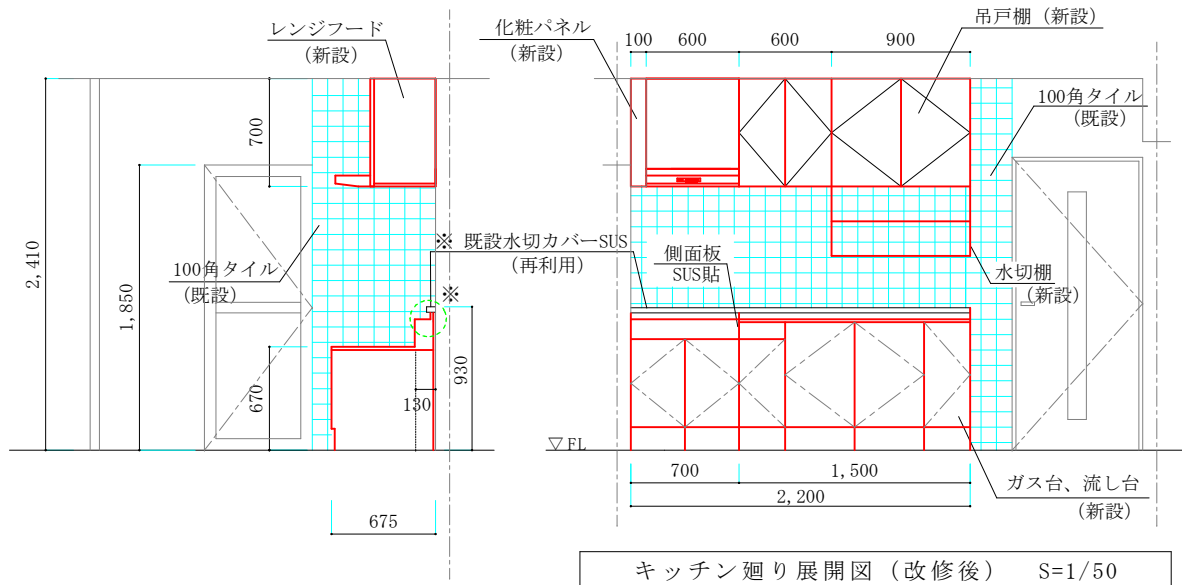 レンジフード
(新設)
化粧パネル
(新設)
吊戸棚 (新設)
100 600 600 900
100角タイル
(既設)
700
2,410
1,850
100角タイル
(既設)
※ 既設水切カバーSUS
(再利用)
※
側面板
SUS貼
水切棚
(新設)
670
130
930
▽FL
700 1,500
2,200
675
ガス台、流し台
(新設)
キッチン廻り展開図 (改修後) S=1/50